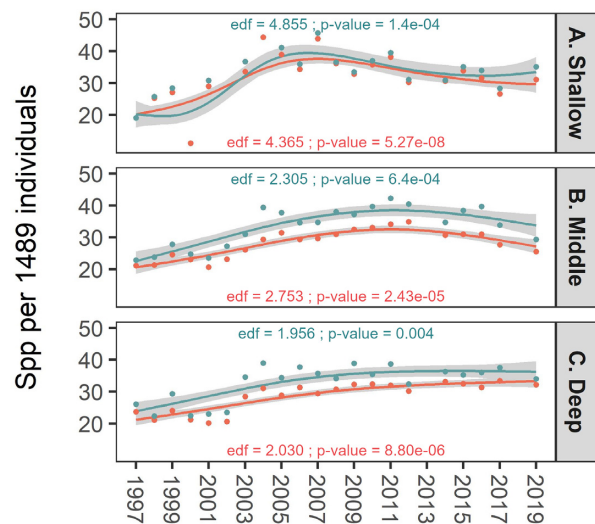 Spp per 1489 individuals
50
40
30
20
edf = 4.855 ; p-value = 1.4e-04
edf = 4.365 ; p-value = 5.27e-08
A. Shallow
50
40
30
20
edf = 2.305 ; p-value = 6.4e-04
edf = 2.753 ; p-value = 2.43e-05
B. Middle
50
40
30
20
edf = 1.956 ; p-value = 0.004
edf = 2.030 ; p-value = 8.80e-06
C. Deep
1997
1999
2001
2003
2005
2007
2009
2011
2013
2015
2017
2019